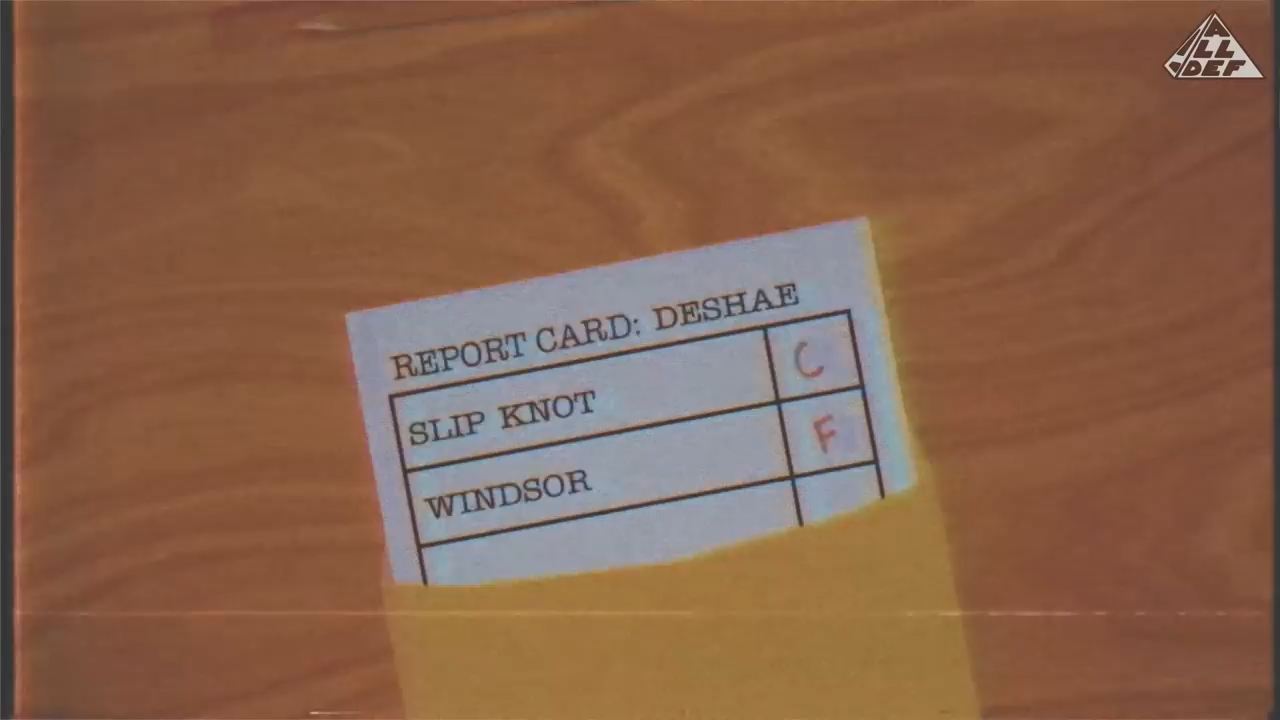 ALL
DEF
REPORT CARD: DESHAE
SLIP KNOT C
WINDSOR F